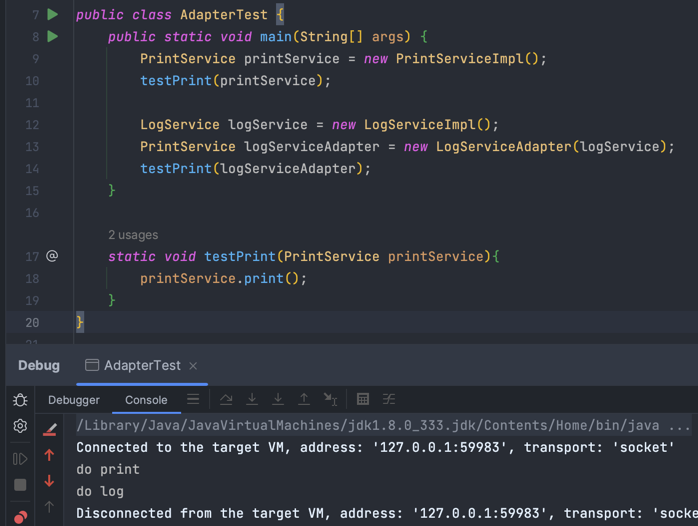 7 public class AdapterTest {
8 public static void main(String[] args) {
9 PrintService printService = new PrintServiceImpl();
10 testPrint(printService);
11
12 LogService logService = new LogServiceImpl();
13 PrintService logServiceAdapter = new LogServiceAdapter(logService);
14 testPrint(logServiceAdapter);
15 }
16
2 usages
17 @ static void testPrint(PrintService printService){
18 printService.print();
19 }
20 }
21
Debug AdapterTest ×
Debugger Console
/Library/Java/JavaVirtualMachines/jdk1.8.0_333.jdk/Contents/Home/bin/java ...
Connected to the target VM, address: '127.0.0.1:59983', transport: 'socket'
do print
do log
Disconnected from the target VM, address: '127.0.0.1:59983', transport: 'socke